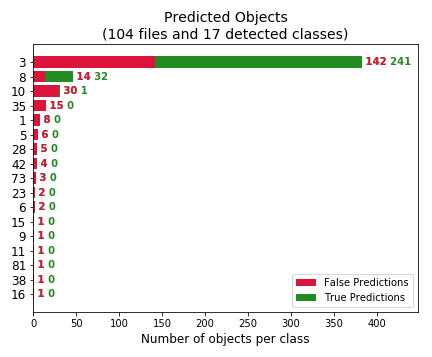 Predicted Objects
(104 files and 17 detected classes)
3 142 241
8 14 32
10 30 1
35 15 0
1 8 0
5 6 0
28 5 0
42 4 0
73 3 0
23 2 0
6 2 0
15 1 0
9 1 0
11 1 0
81 1 0
38 1 0
16 1 0
False Predictions
True Predictions
0 50 100 150 200 250 300 350 400
Number of objects per class